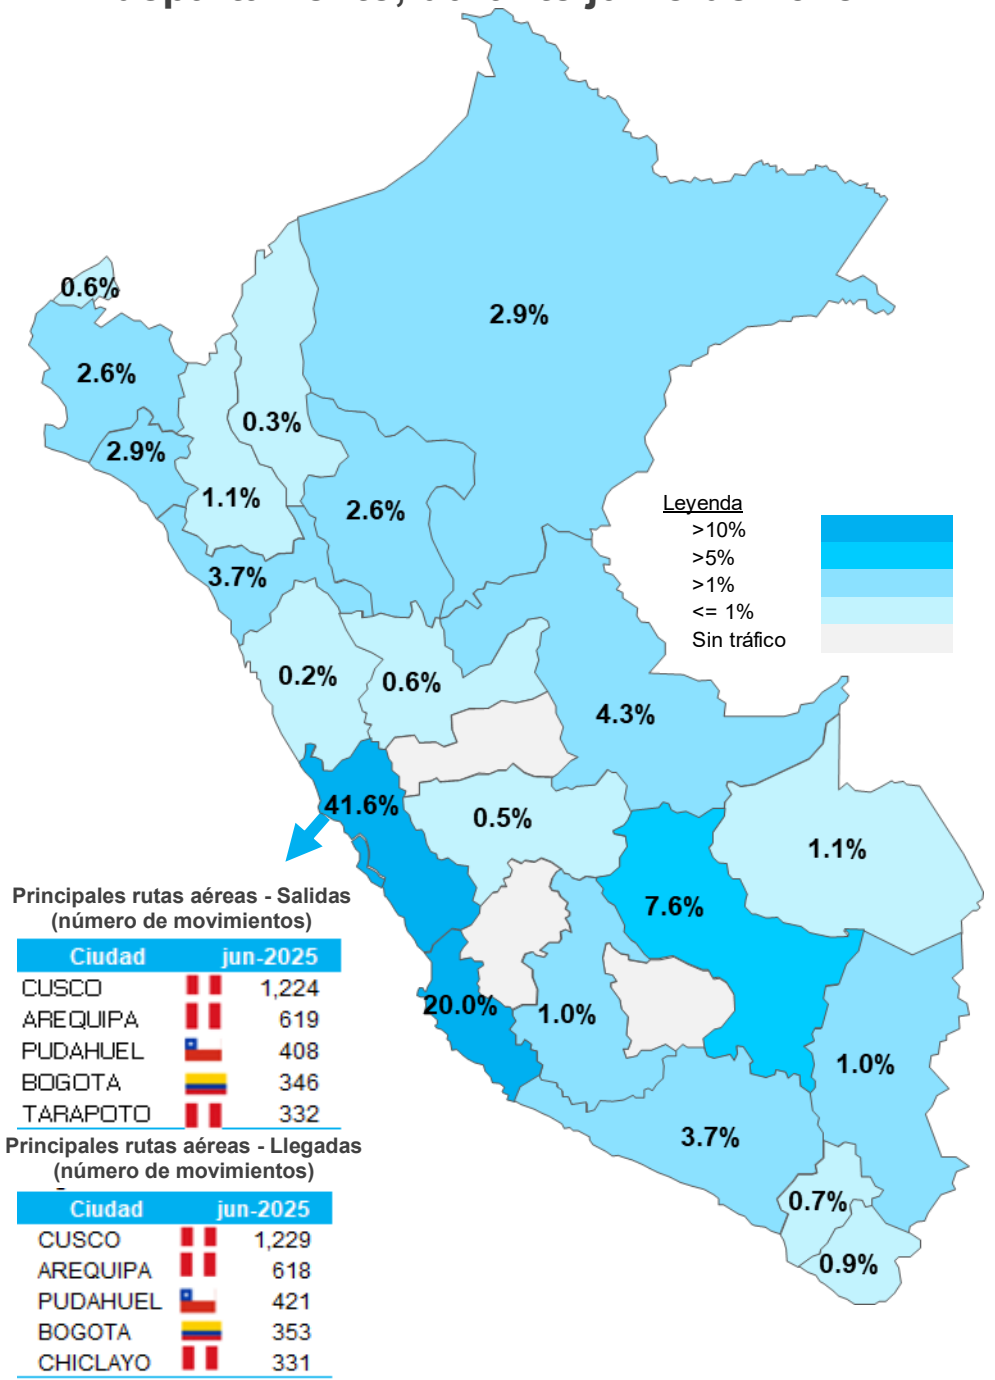 0.6%
2.9%
2.6%
0.3%
2.9%
1.1%
2.6%
Leyenda
>10%
>5%
>1%
<= 1%
Sin tráfico
3.7%
0.2%
0.6%
4.3%
41.6%
0.5%
1.1%
7.6%
20.0%
1.0%
1.0%
3.7%
0.7%
0.9%
Principales rutas aéreas - Salidas
(número de movimientos)
Ciudad jun-2025
CUSCO 1,224
AREQUIPA 619
PUDAHUEL 408
BOGOTA 346
TARAPOTO 332
Principales rutas aéreas - Llegadas
(número de movimientos)
Ciudad jun-2025
CUSCO 1,229
AREQUIPA 618
PUDAHUEL 421
BOGOTA 353
CHICLAYO 331